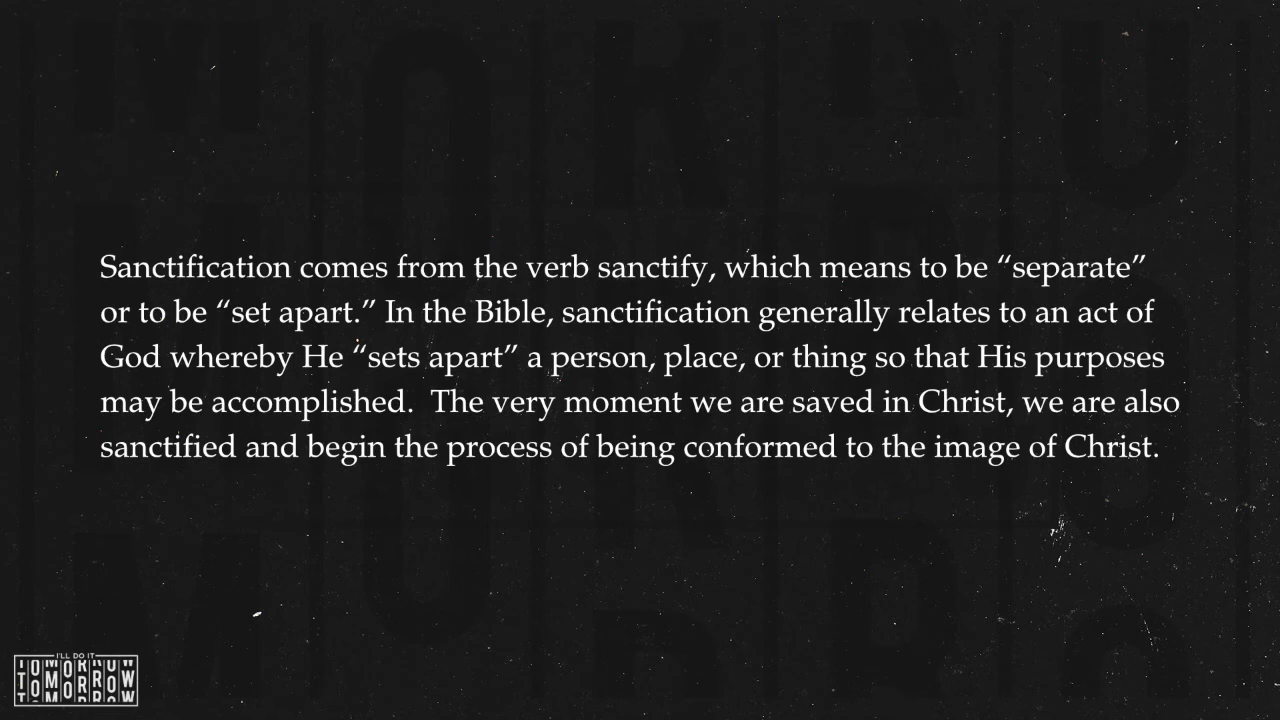 Sanctification comes from the verb sanctify, which means to be “separate”
or to be “set apart.” In the Bible, sanctification generally relates to an act of
God whereby He “sets apart” a person, place, or thing so that His purposes
may be accomplished.  The very moment we are saved in Christ, we are also
sanctified and begin the process of being conformed to the image of Christ.
I'LL DO IT
TOMORROW